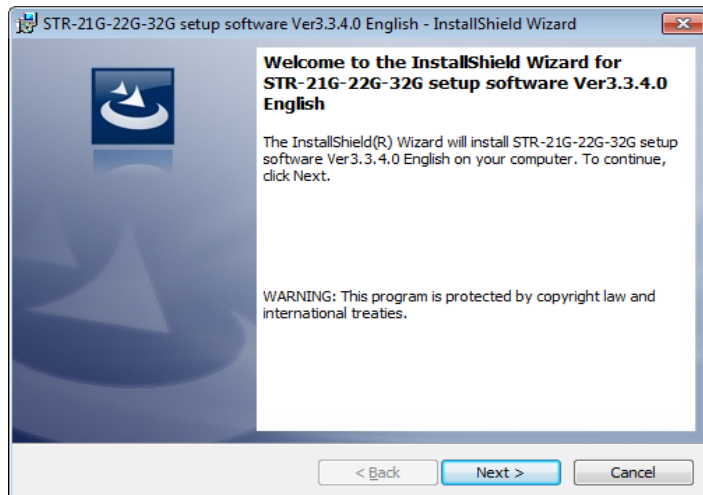 STR-21G-22G-32G setup software Ver3.3.4.0 English - InstallShield Wizard
Welcome to the InstallShield Wizard for
STR-21G-22G-32G setup software Ver3.3.4.0
English
The InstallShield(R) Wizard will install STR-21G-22G-32G setup
software Ver3.3.4.0 English on your computer. To continue,
click Next.
WARNING: This program is protected by copyright law and
international treaties.
< Back
Next >
Cancel